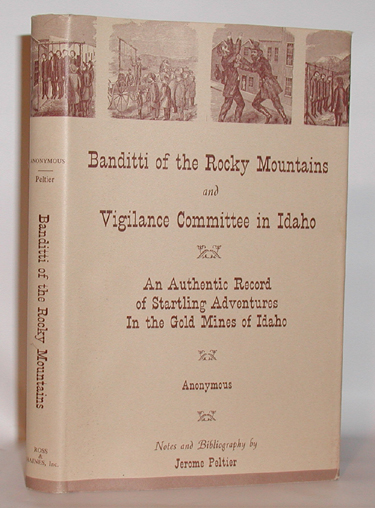 Banditti of the Rocky Mountains
and
Vigilance Committee in Idaho
An Authentic Record
of Startling Adventures
In the Gold Mines of Idaho
Anonymous
Notes and Bibliography by
Jerome Peltier
ANONYMOUS
Peltier
Banditti of the Rocky Mountains
ROSS
&
HAINES, Inc.